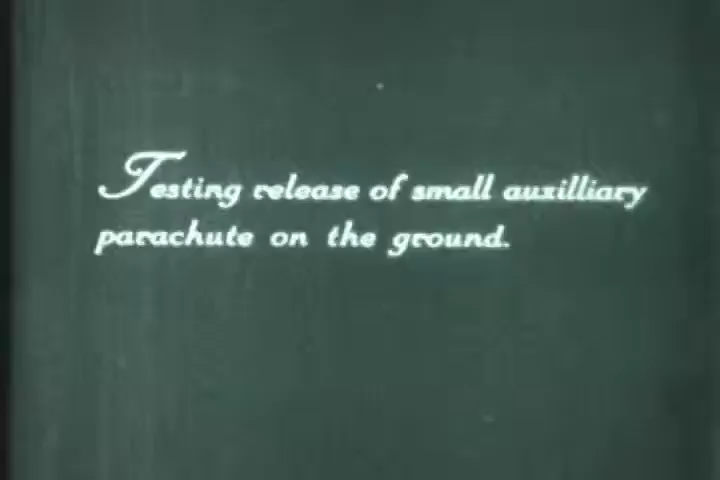 Testing release of small auxilliary
parachute on the ground.